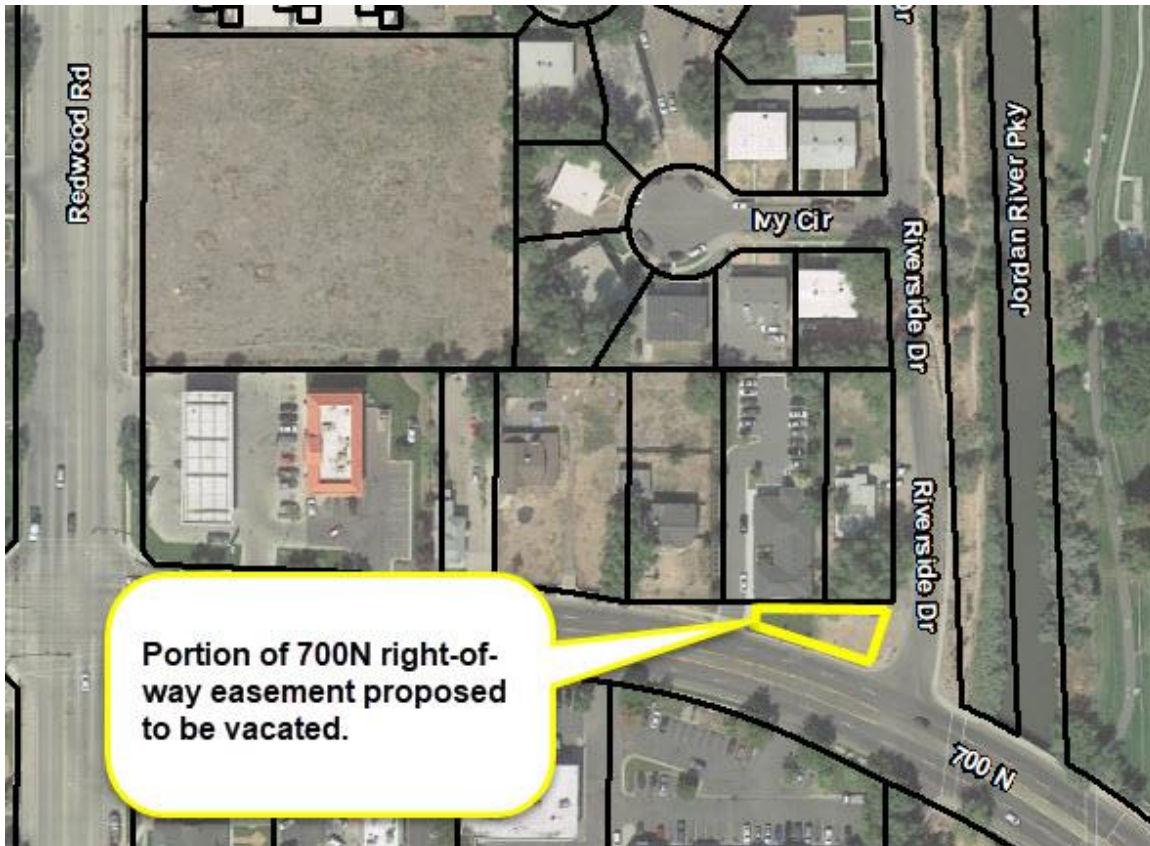 Dr
Redwood Rd
Jordan River Pky
Ivy Cir
Riverside Dr
Riverside Dr
Portion of 700N right-of-
way easement proposed
to be vacated.
700 N